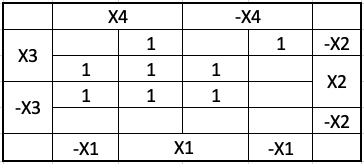 X4 -X4
X3 1 1 -X2
1 1 1 X2
-X3 1 1 1
-X2
-X1 X1 -X1